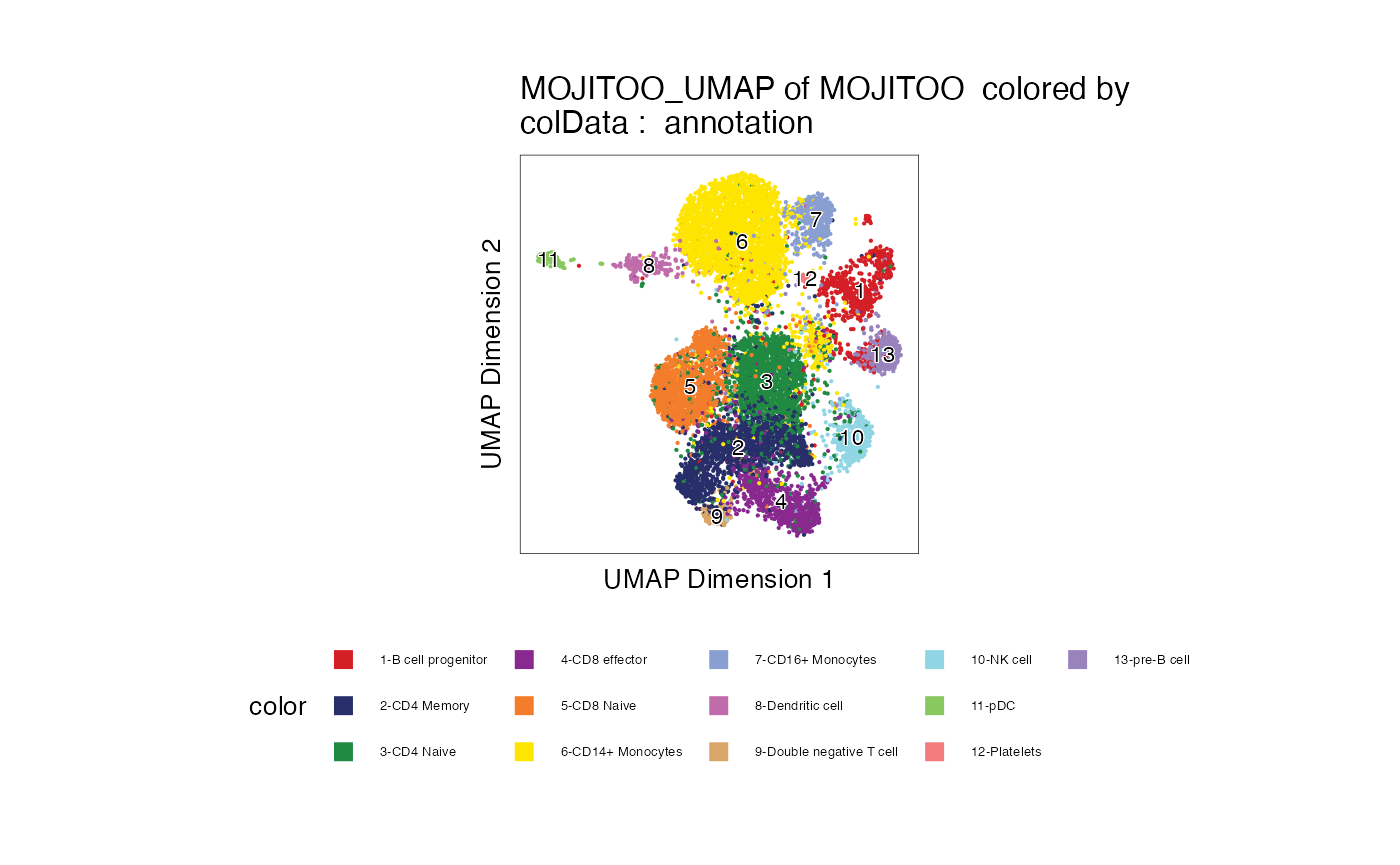 MOJITOO_UMAP of MOJITOO  colored by
colData :  annotation
UMAP Dimension 2
6
7
11
8
12
1
13
5
3
2
10
4
9
UMAP Dimension 1
color
1-B cell progenitor
2-CD4 Memory
3-CD4 Naive
4-CD8 effector
5-CD8 Naive
6-CD14+ Monocytes
7-CD16+ Monocytes
8-Dendritic cell
9-Double negative T cell
10-NK cell
11-pDC
12-Platelets
13-pre-B cell